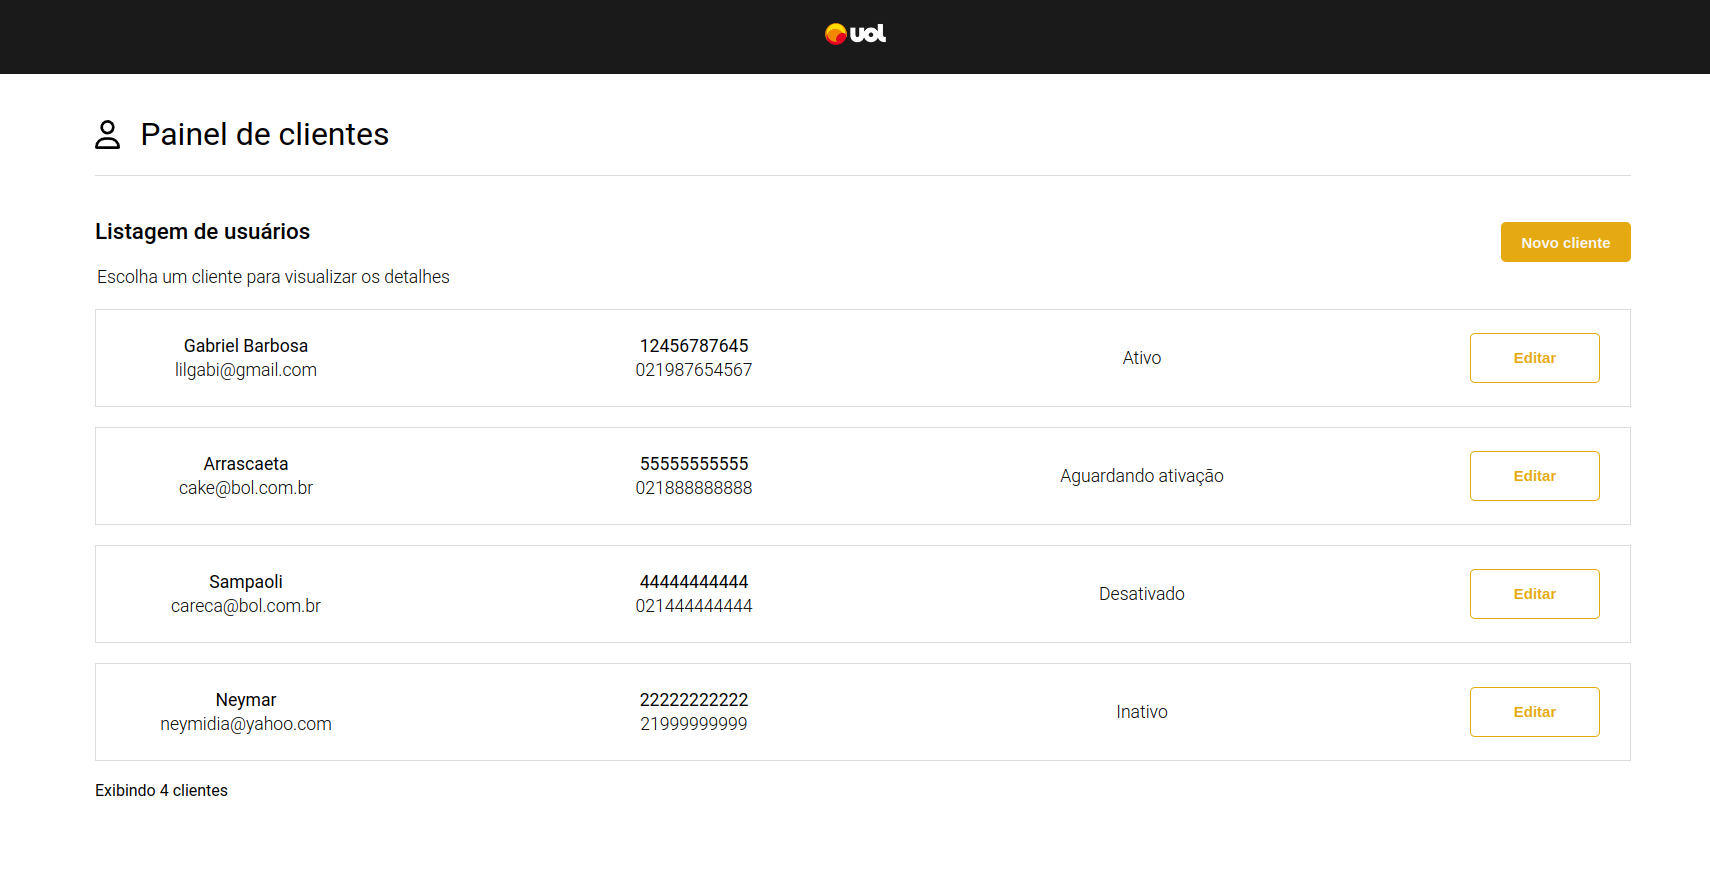 uol
Painel de clientes
Listagem de usuários
Novo cliente
Escolha um cliente para visualizar os detalhes
Gabriel Barbosa
lilgabi@gmail.com
12456787645
021987654567
Ativo
Editar
Arrascaeta
cake@bol.com.br
55555555555
021888888888
Aguardando ativação
Editar
Sampaoli
careca@bol.com.br
44444444444
021444444444
Desativado
Editar
Neymar
neymidia@yahoo.com
22222222222
21999999999
Inativo
Editar
Exibindo 4 clientes